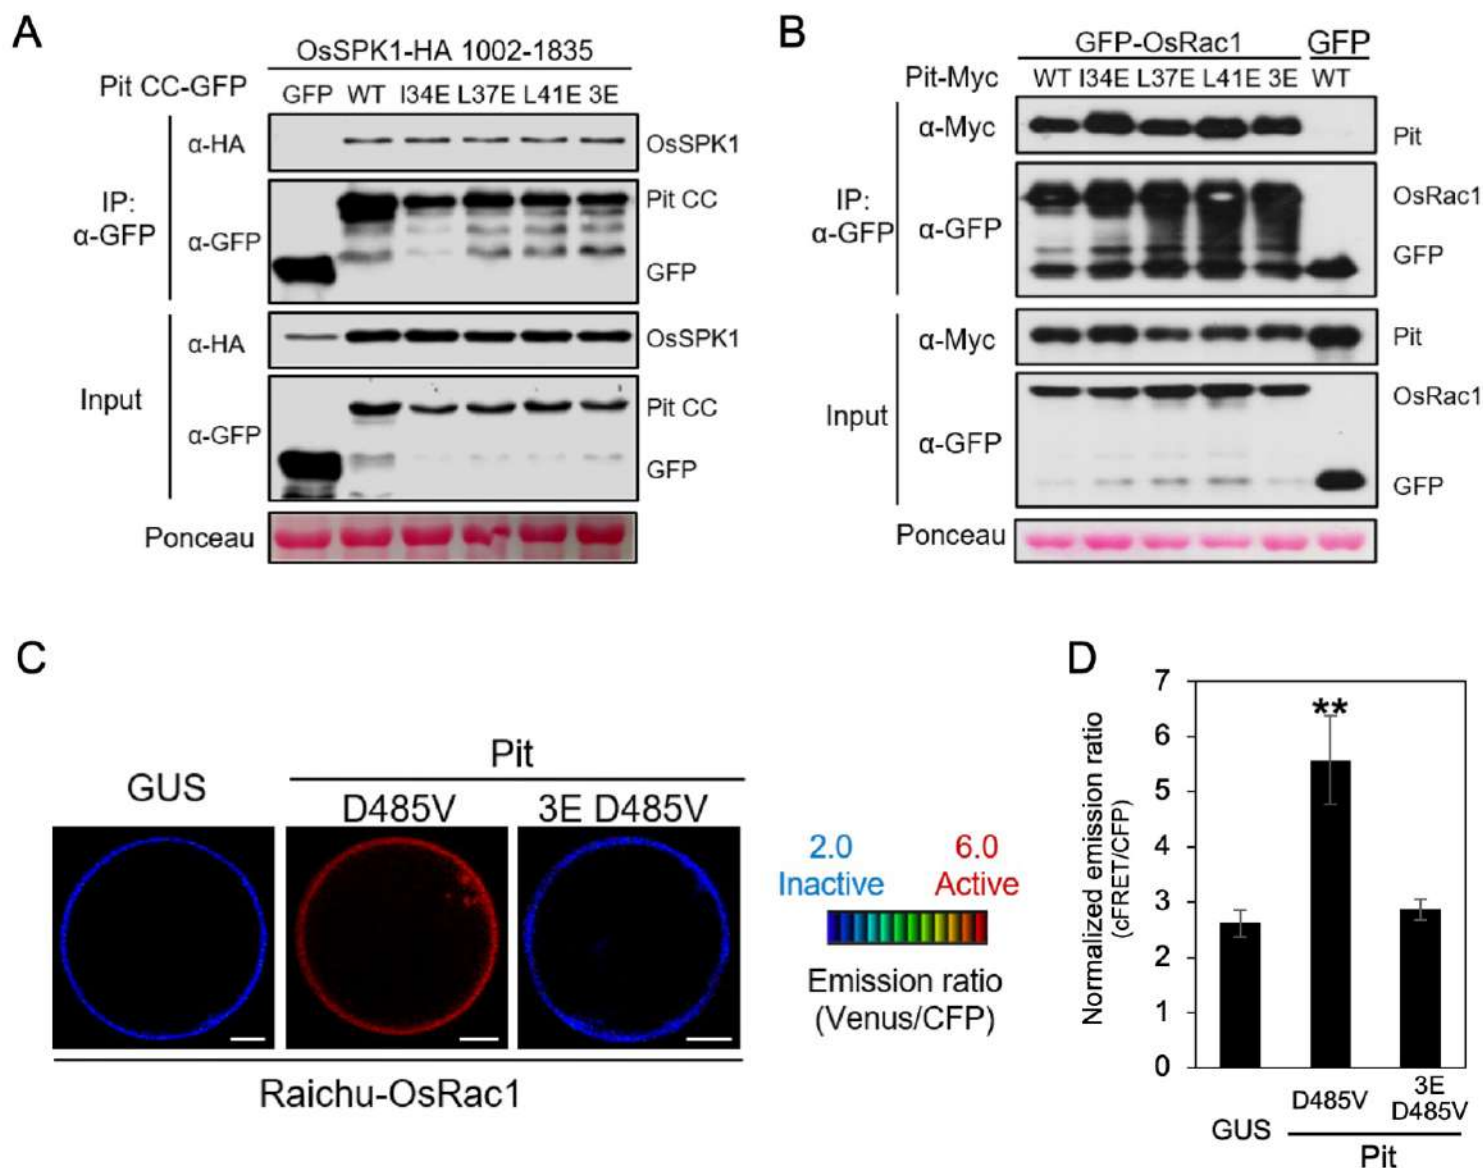 A
OsSPK1-HA 1002-1835
Pit CC-GFP GFP WT I34E L37E L41E 3E
IP: α-GFP
α-HA OsSPK1
α-GFP Pit CC
GFP
Input
α-HA OsSPK1
α-GFP Pit CC
GFP
Ponceau
B
GFP-OsRac1 GFP
Pit-Myc WT I34E L37E L41E 3E WT
IP: α-GFP
α-Myc Pit
α-GFP OsRac1
GFP
Input
α-Myc Pit
α-GFP OsRac1
GFP
Ponceau
C
Pit
GUS D485V 3E D485V
Raichu-OsRac1
2.0 6.0
Inactive Active
Emission ratio
(Venus/CFP)
D
Normalized emission ratio
(cFRET/CFP)
7
6
5
4
3
2
1
0
**
GUS D485V 3E D485V
Pit